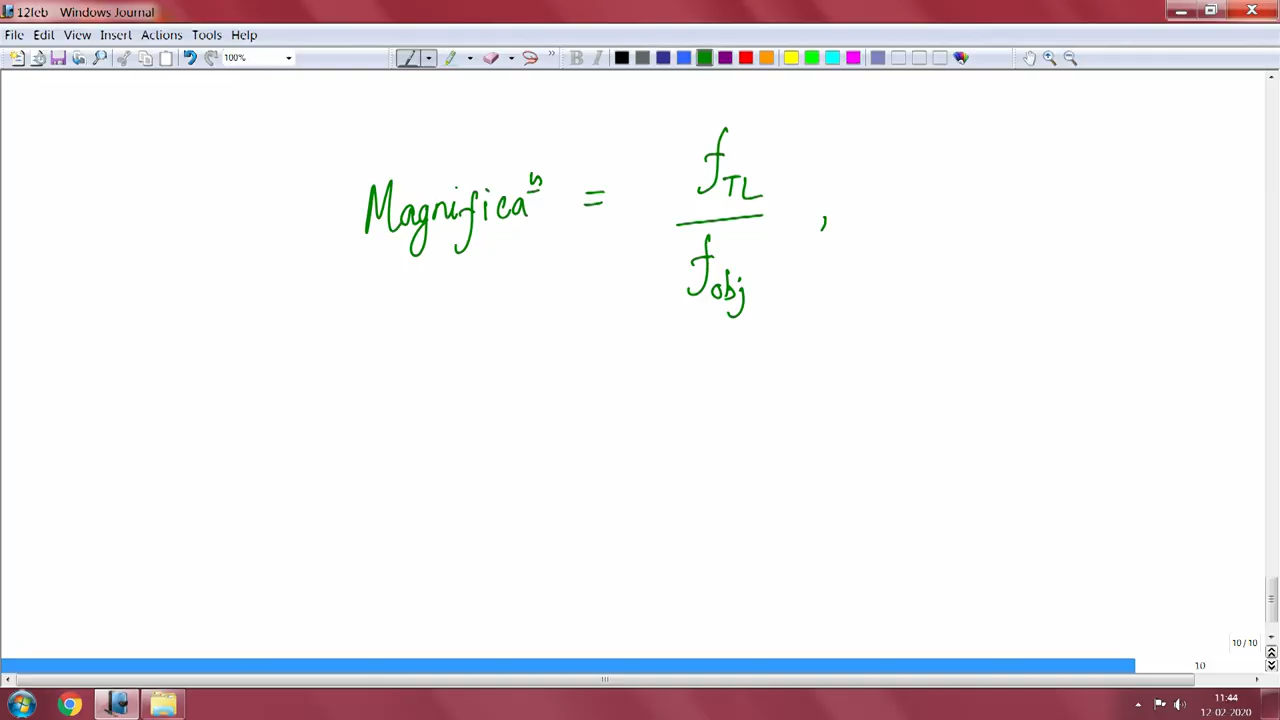 12feb - Windows Journal
File Edit View Insert Actions Tools Help
100% B I
Magnificaⁿ = f_TL / f_obj ,
10 / 10
10
11:44
12-02-2020